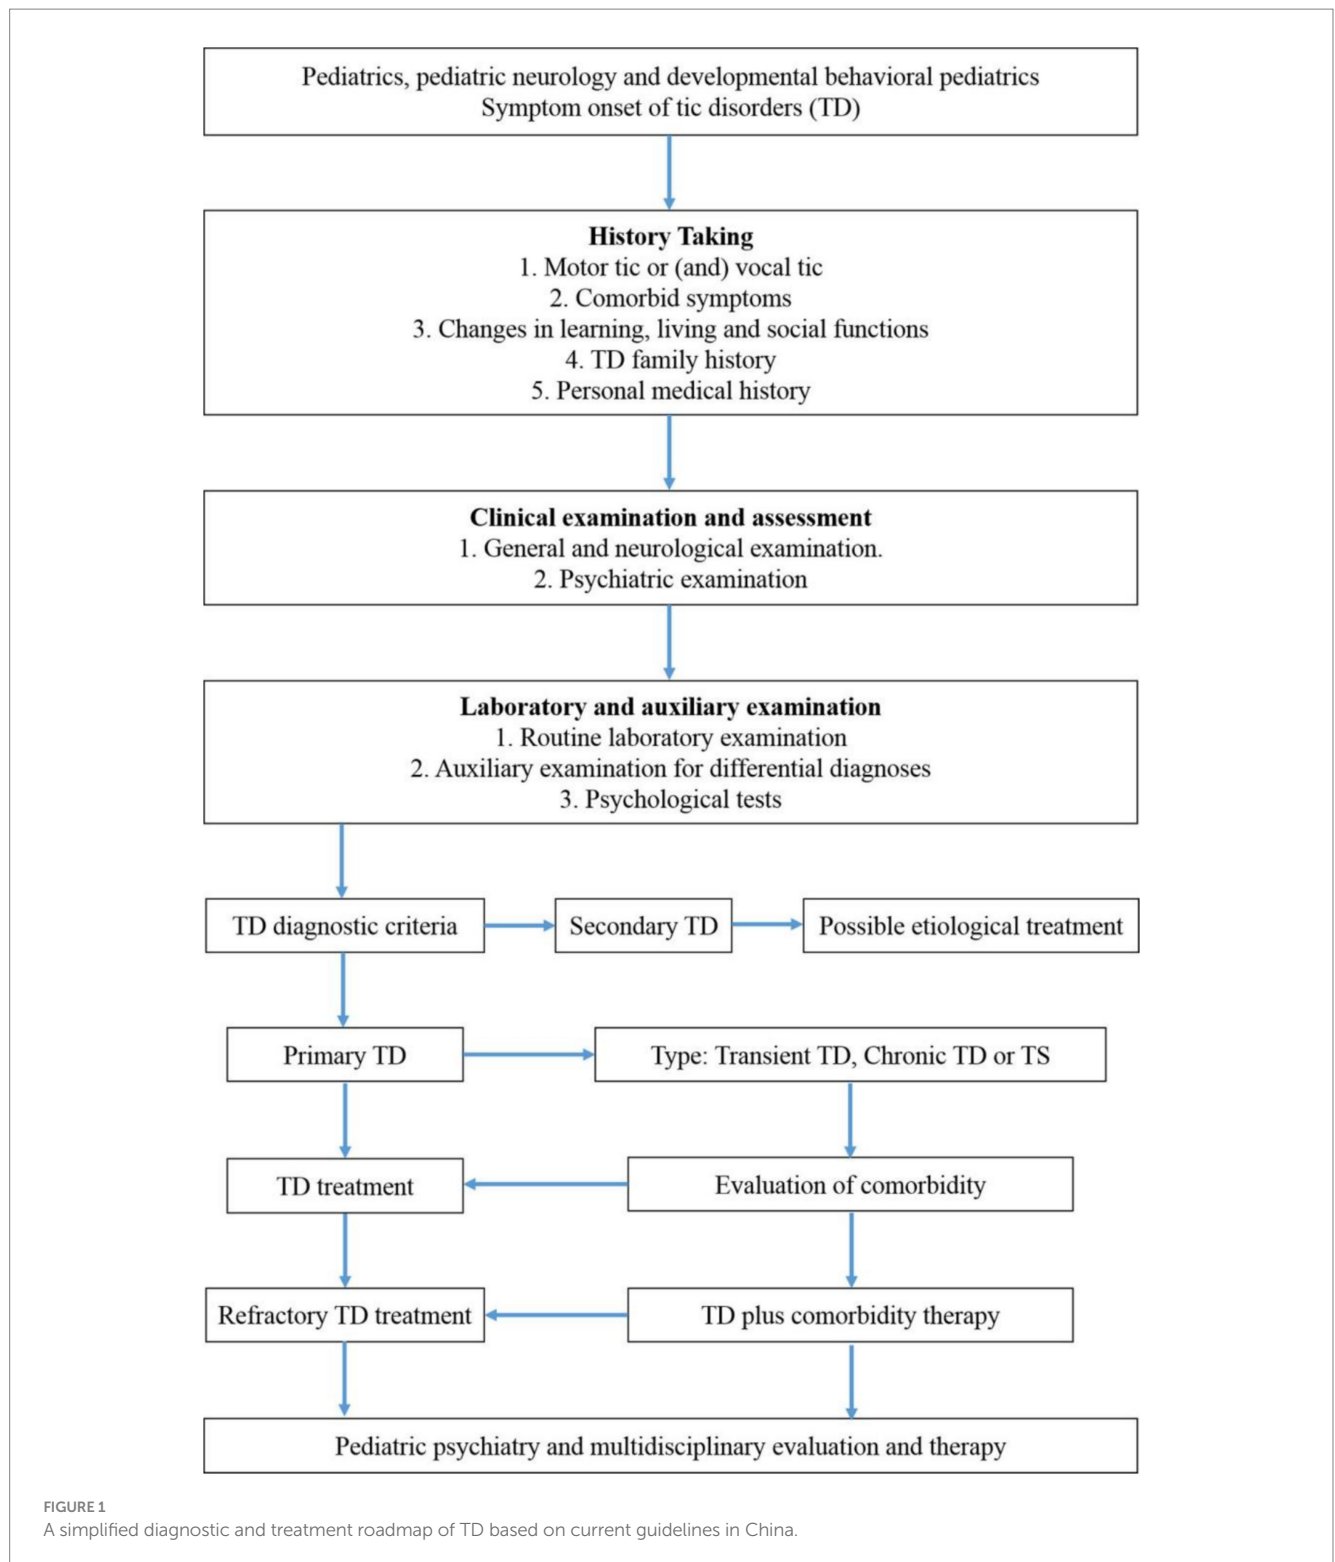 Pediatrics, pediatric neurology and developmental behavioral pediatrics
Symptom onset of tic disorders (TD)
History Taking
1. Motor tic or (and) vocal tic
2. Comorbid symptoms
3. Changes in learning, living and social functions
4. TD family history
5. Personal medical history
Clinical examination and assessment
1. General and neurological examination.
2. Psychiatric examination
Laboratory and auxiliary examination
1. Routine laboratory examination
2. Auxiliary examination for differential diagnoses
3. Psychological tests
TD diagnostic criteria
Secondary TD
Possible etiological treatment
Primary TD
Type: Transient TD, Chronic TD or TS
TD treatment
Evaluation of comorbidity
Refractory TD treatment
TD plus comorbidity therapy
Pediatric psychiatry and multidisciplinary evaluation and therapy
FIGURE 1
A simplified diagnostic and treatment roadmap of TD based on current guidelines in China.